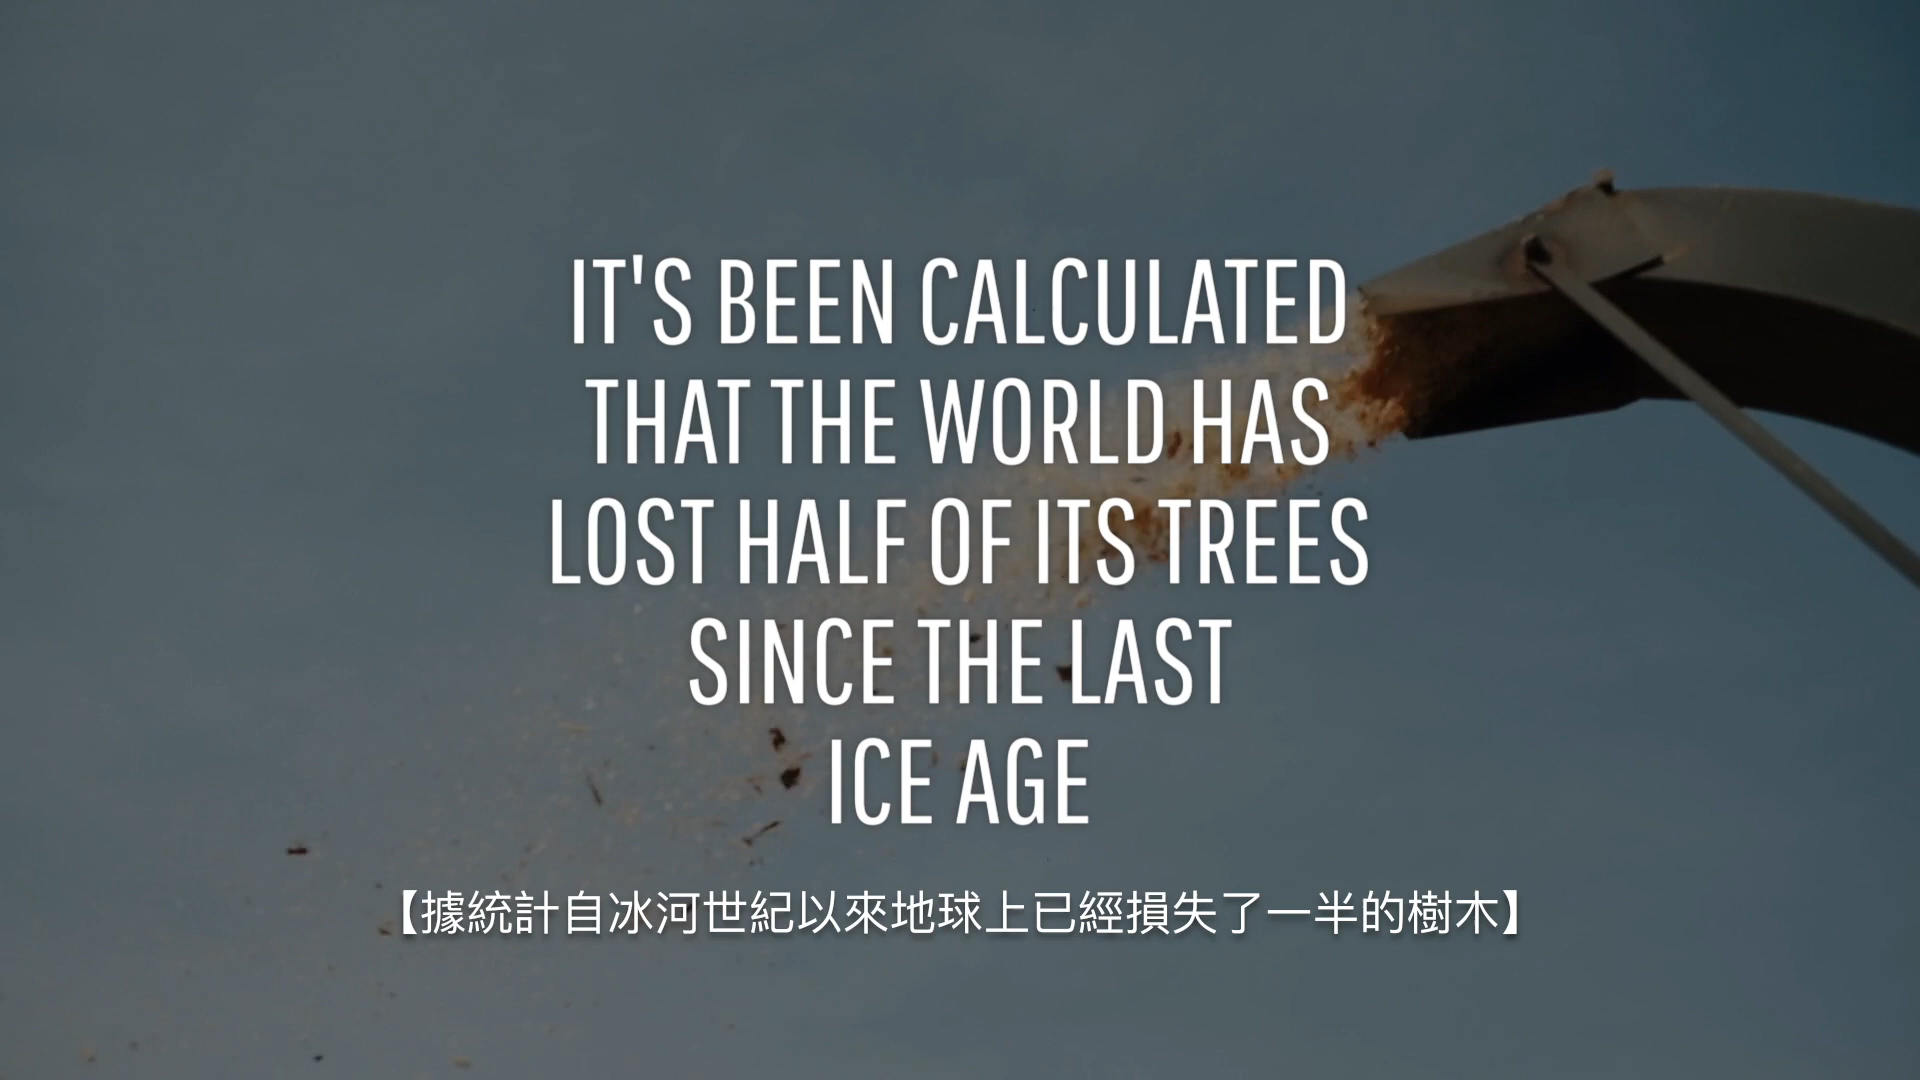 IT'S BEEN CALCULATED
THAT THE WORLD HAS
LOST HALF OF ITS TREES
SINCE THE LAST
ICE AGE
【據統計自冰河世紀以來地球上已經損失了一半的樹木】